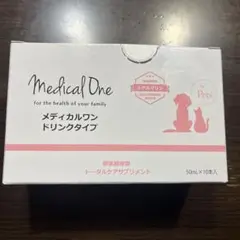 Medical One
for the health of your family
メディカルワン
ドリンクタイプ
for Pets
トータルケアサプリメント
50mL×10本入